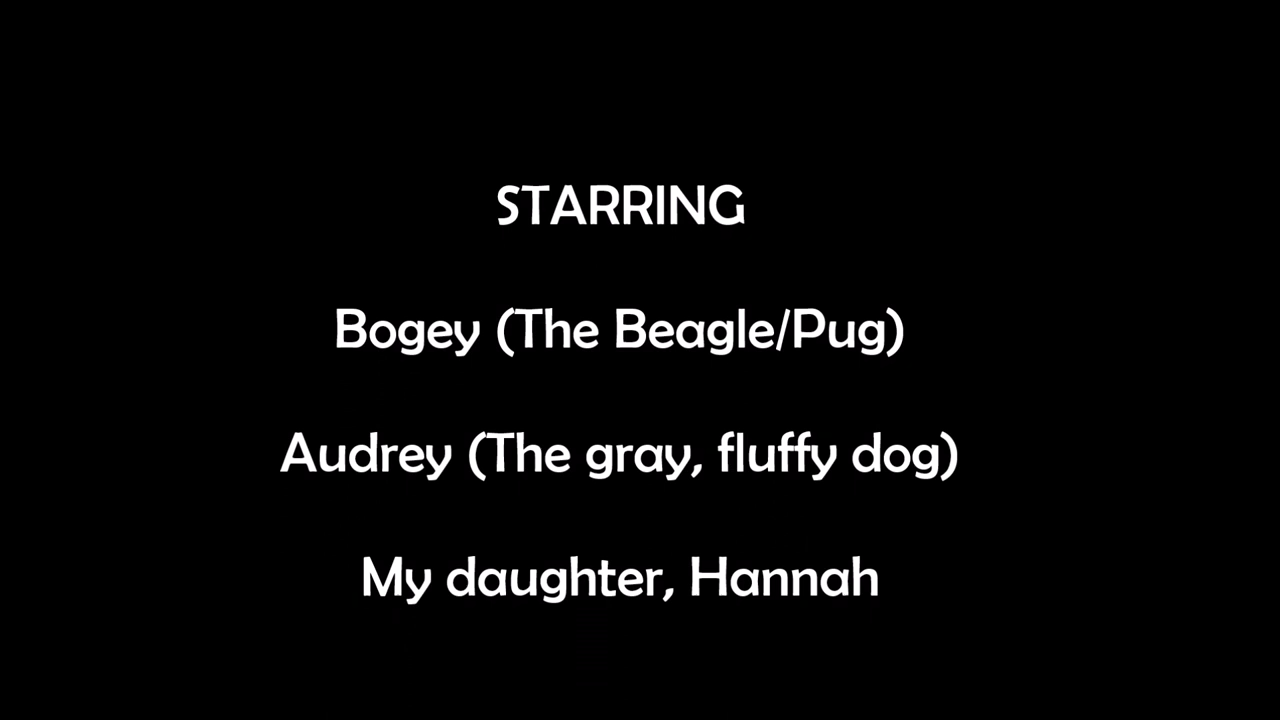 STARRING
Bogey (The Beagle/Pug)
Audrey (The gray, fluffy dog)
My daughter, Hannah